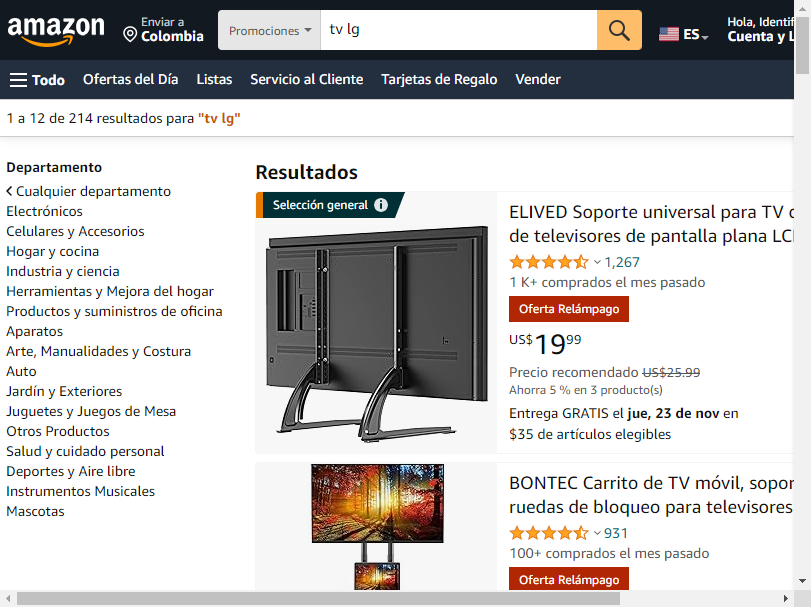 amazon
Enviar a
Colombia
Promociones
tv lg
ES
Hola, Identif
Cuenta y L
Todo
Ofertas del Día
Listas
Servicio al Cliente
Tarjetas de Regalo
Vender
1 a 12 de 214 resultados para "tv lg"
Departamento
Cualquier departamento
Electrónicos
Celulares y Accesorios
Hogar y cocina
Industria y ciencia
Herramientas y Mejora del hogar
Productos y suministros de oficina
Aparatos
Arte, Manualidades y Costura
Auto
Jardín y Exteriores
Juguetes y Juegos de Mesa
Otros Productos
Salud y cuidado personal
Deportes y Aire libre
Instrumentos Musicales
Mascotas
Resultados
Selección general
ELIVED Soporte universal para TV
de televisores de pantalla plana LC
1,267
1 K+ comprados el mes pasado
Oferta Relámpago
US$19.99
Precio recomendado US$25.99
Ahorra 5 % en 3 producto(s)
Entrega GRATIS el jue, 23 de nov en
$35 de artículos elegibles
BONTEC Carrito de TV móvil, sopor
ruedas de bloqueo para televisores
931
100+ comprados el mes pasado
Oferta Relámpago